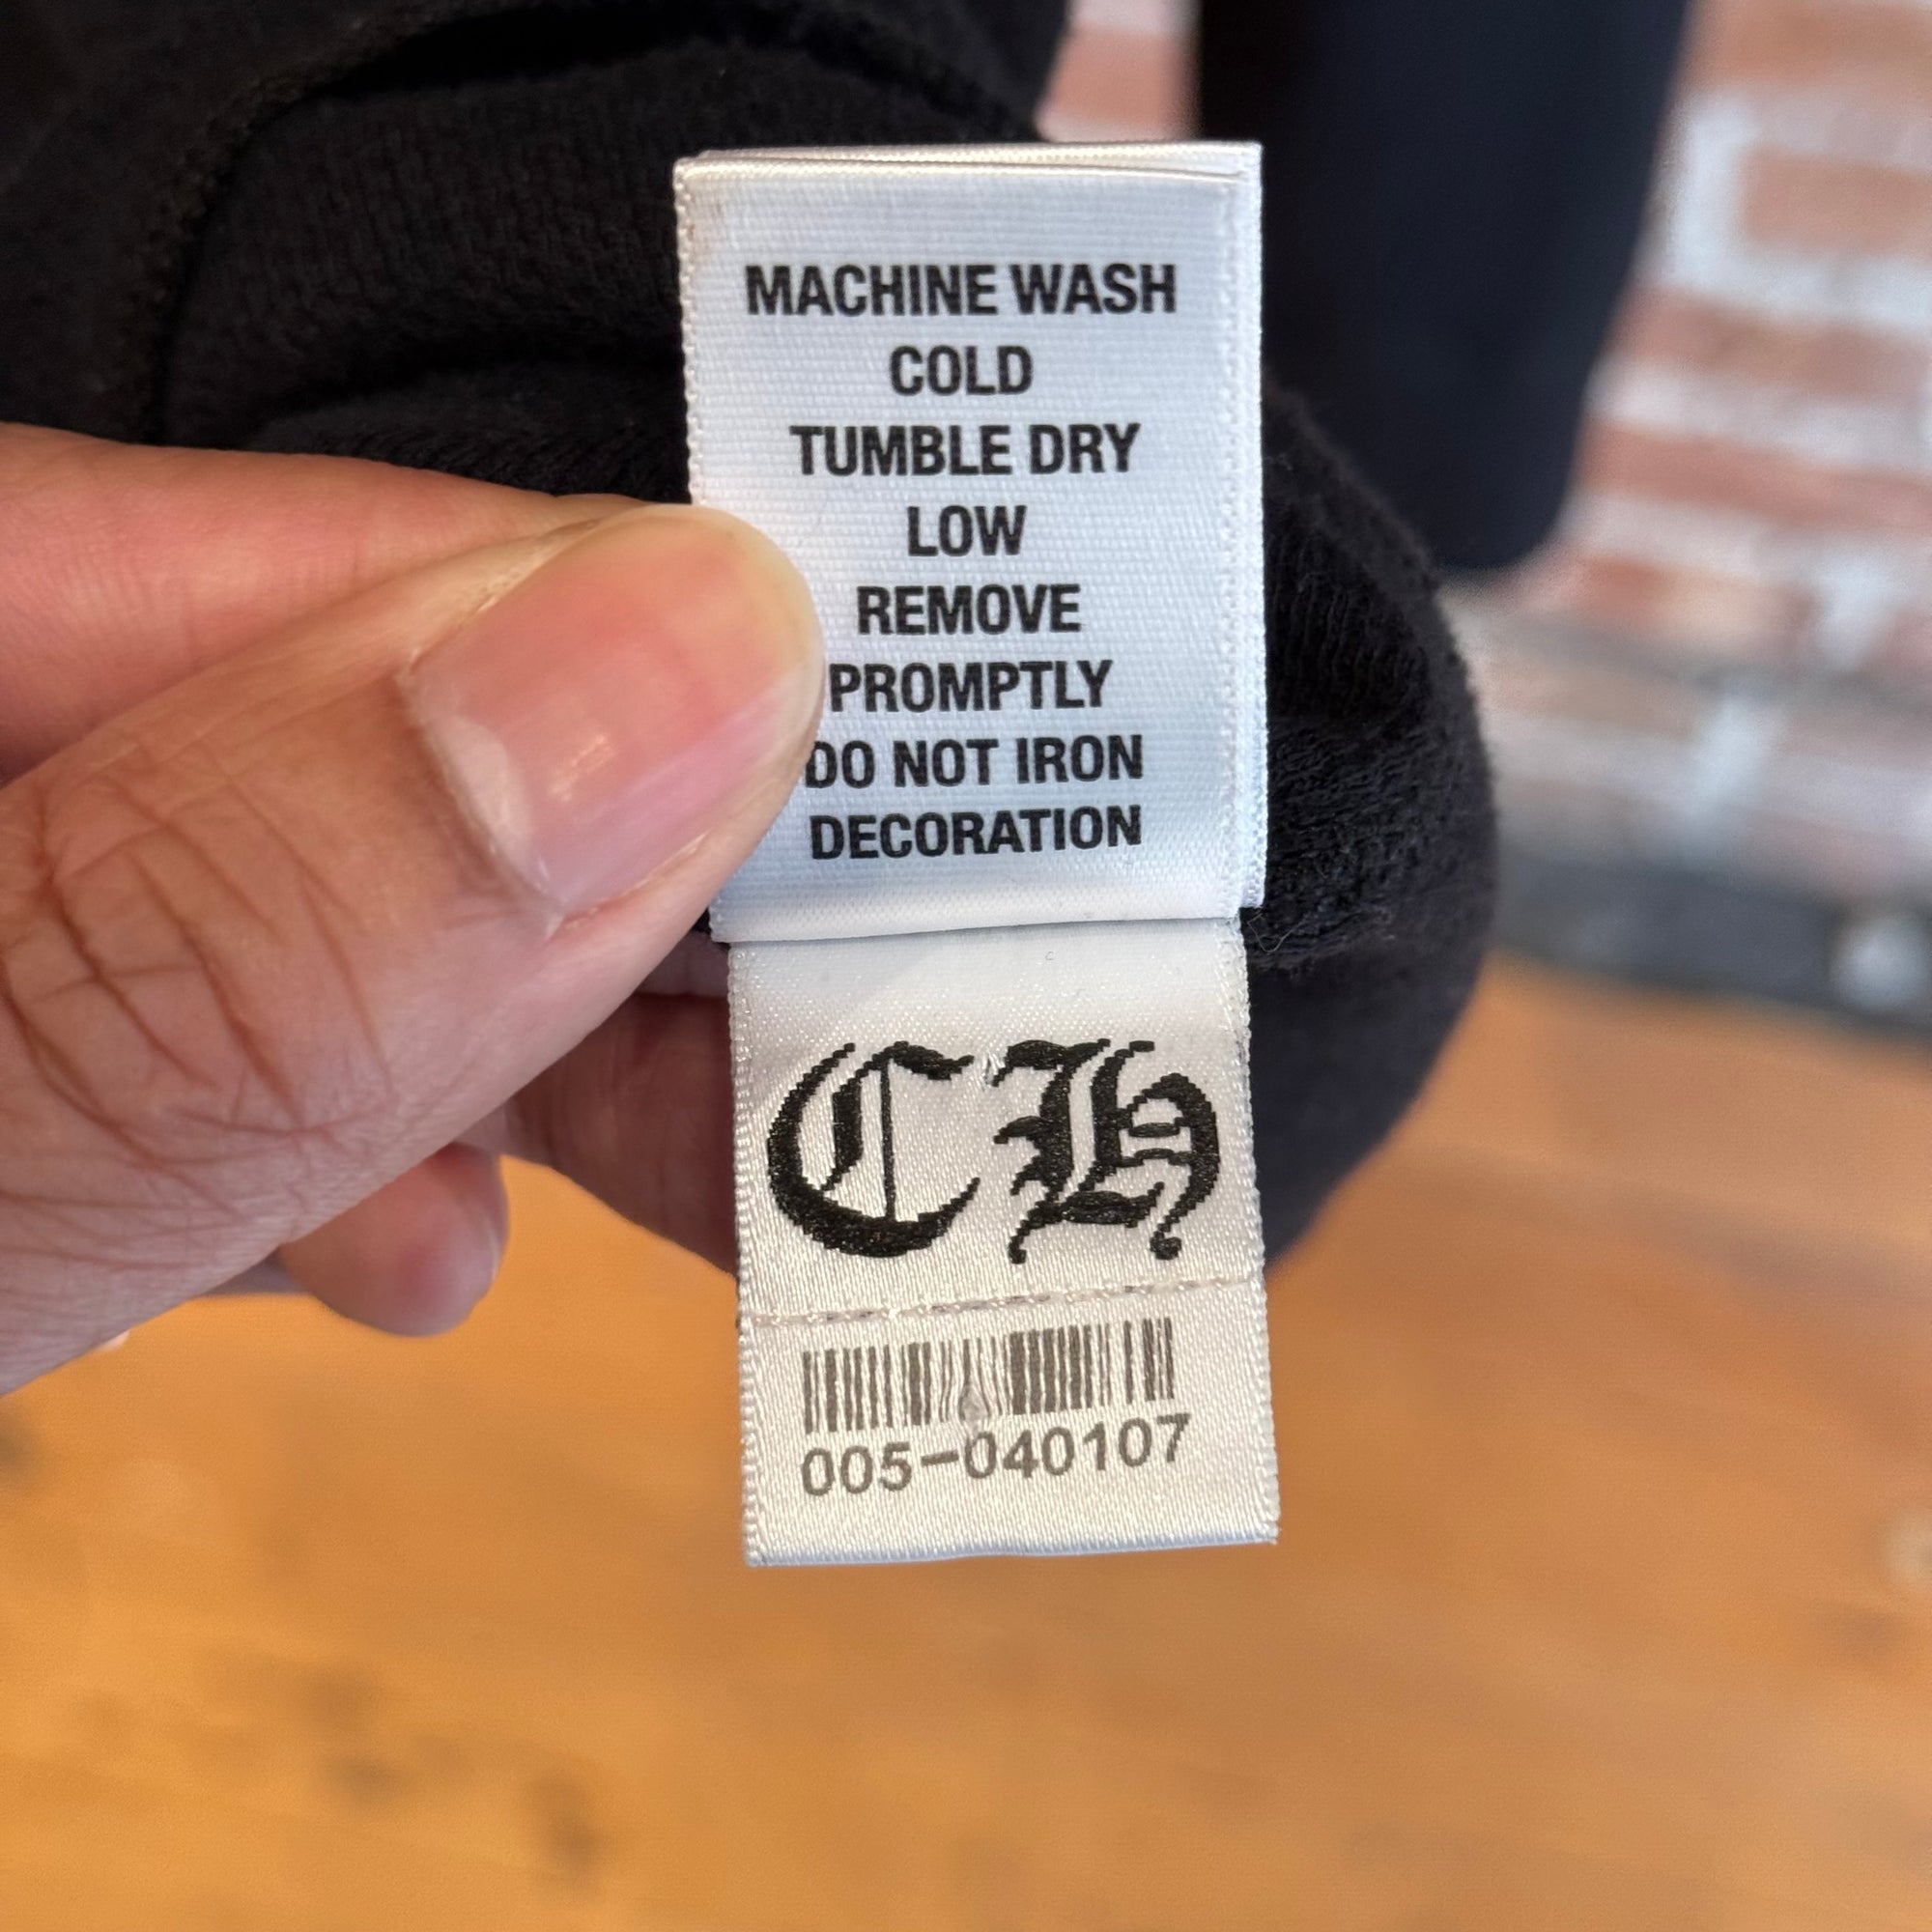 MACHINE WASH
COLD
TUMBLE DRY
LOW
REMOVE
PROMPTLY
DO NOT IRON
DECORATION
CH
005-040107